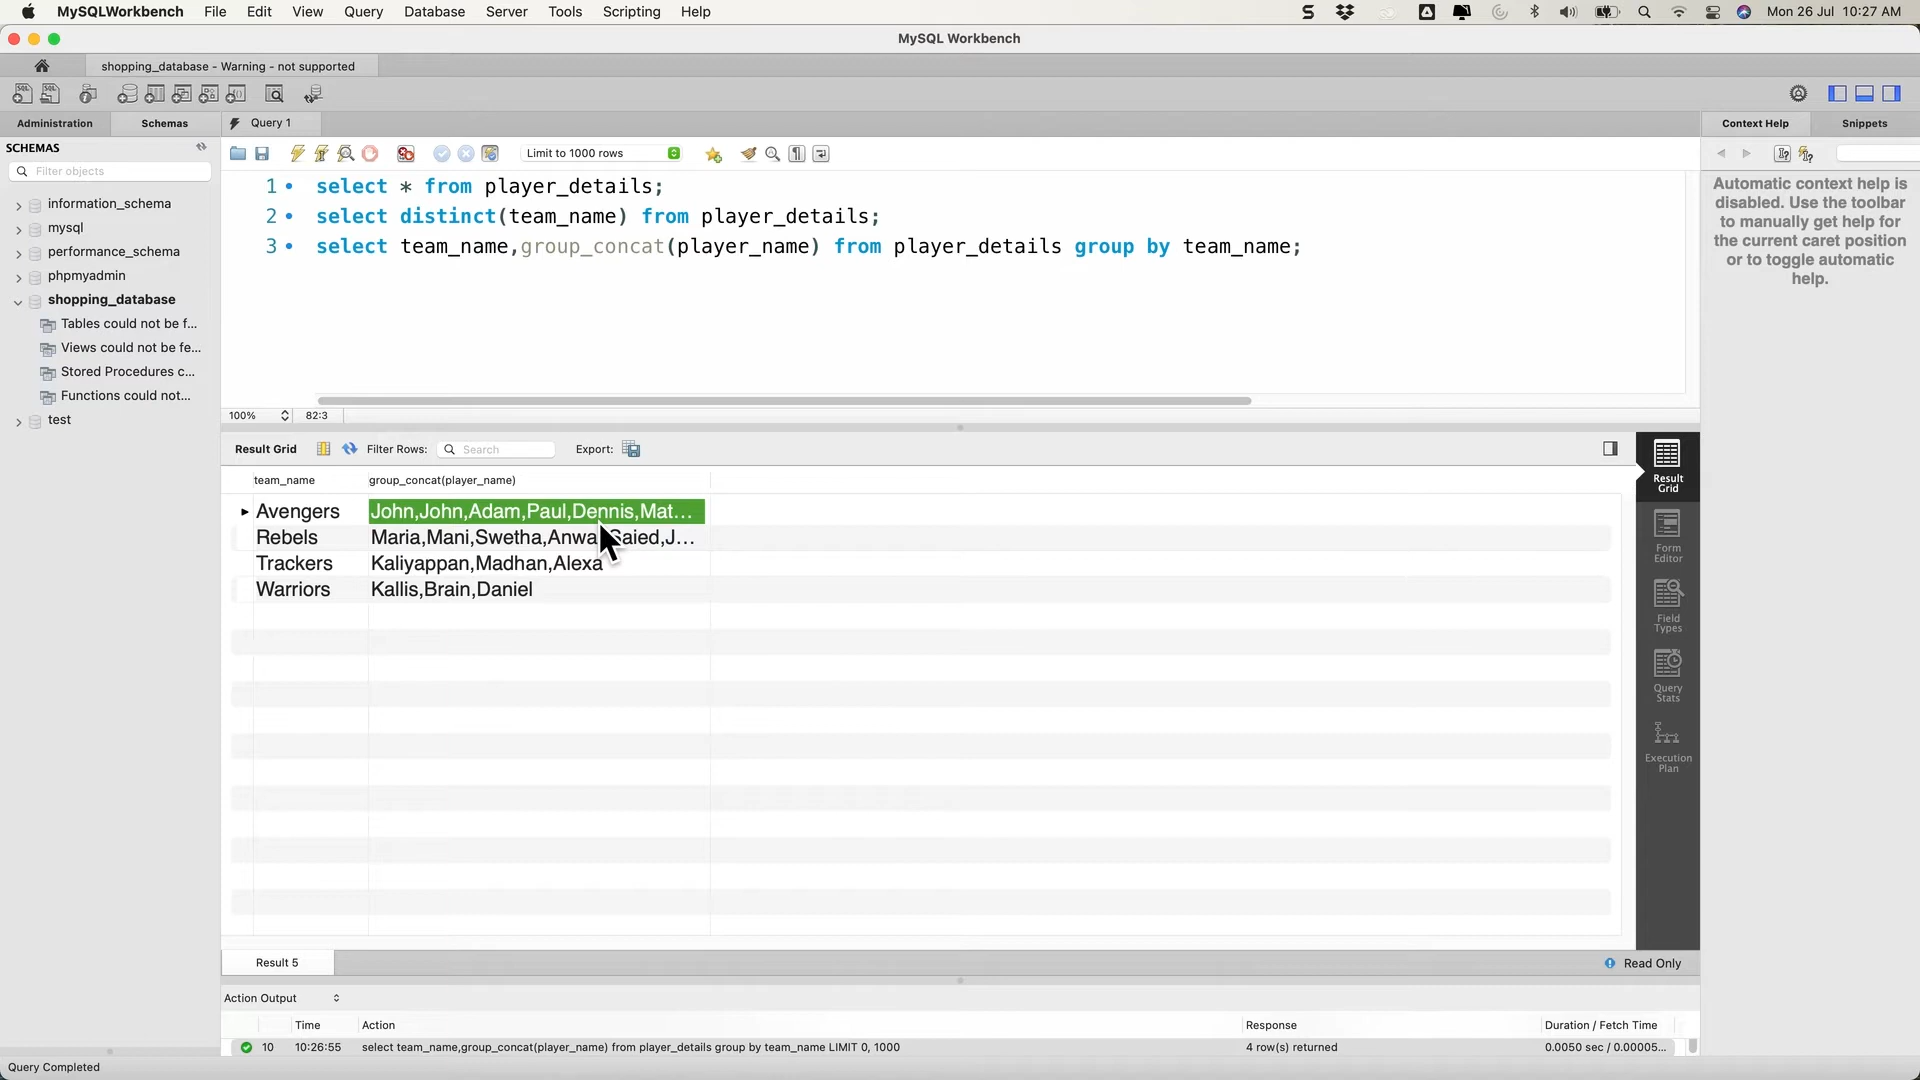 MySQLWorkbench File Edit View Query Database Server Tools Scripting Help
Mon 26 Jul 10:27 AM
MySQL Workbench
shopping_database - Warning - not supported
Administration Schemas
Query 1
Context Help Snippets
SCHEMAS
Filter objects
information_schema
mysql
performance_schema
phpmyadmin
shopping_database
Tables could not be f...
Views could not be fe...
Stored Procedures c...
Functions could not...
test
Limit to 1000 rows
1 select * from player_details;
2 select distinct(team_name) from player_details;
3 select team_name,group_concat(player_name) from player_details group by team_name;
Automatic context help is
disabled. Use the toolbar
to manually get help for
the current caret position
or to toggle automatic
help.
100% 82:3
Result Grid Filter Rows: Search Export:
team_name group_concat(player_name)
Avengers John,John,Adam,Paul,Dennis,Mat...
Rebels Maria,Mani,Swetha,Anwa Saied,J...
Trackers Kaliyappan,Madhan,Alexa
Warriors Kallis,Brain,Daniel
Result
Grid
Form
Editor
Field
Types
Query
Stats
Execution
Plan
Result 5
Read Only
Action Output
Time Action Response Duration / Fetch Time
10 10:26:55 select team_name,group_concat(player_name) from player_details group by team_name LIMIT 0, 1000 4 row(s) returned 0.0050 sec / 0.00005...
Query Completed